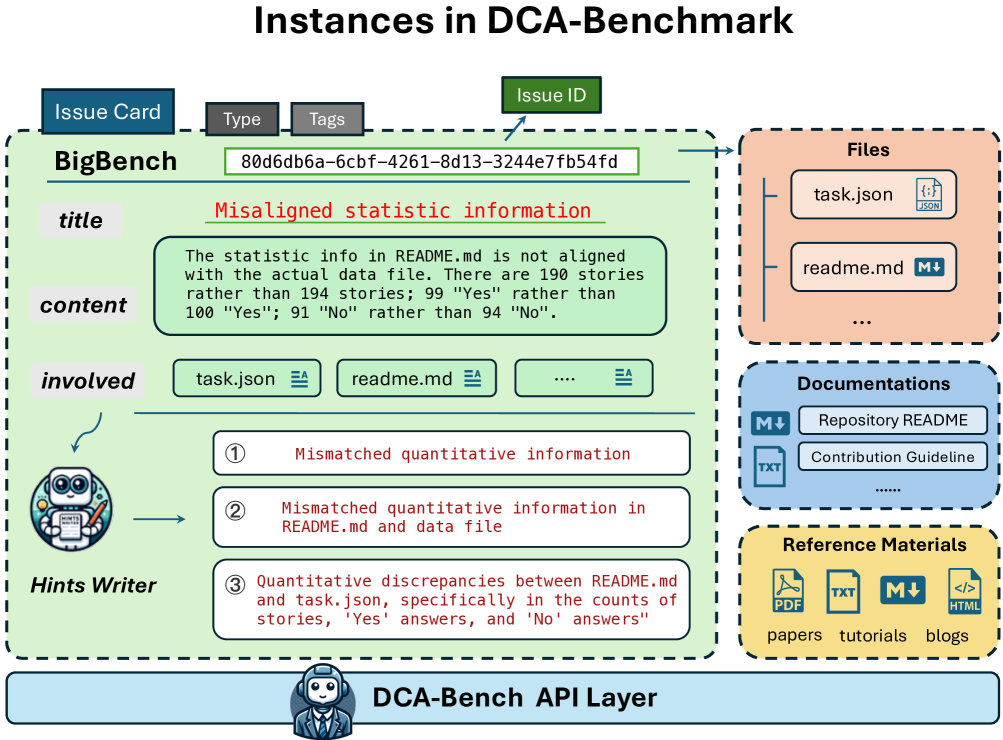 Instances in DCA-Benchmark
Issue Card
Type
Tags
Issue ID
BigBench
80d6db6a-6cbf-4261-8d13-3244e7fb54fd
title
Misaligned statistic information
content
The statistic info in README.md is not aligned
with the actual data file. There are 190 stories
rather than 194 stories; 99 "Yes" rather than
100 "Yes"; 91 "No" rather than 94 "No".
involved
task.json
readme.md
....
① Mismatched quantitative information
② Mismatched quantitative information in
README.md and data file
③ Quantitative discrepancies between README.md
and task.json, specifically in the counts of
stories, 'Yes' answers, and 'No' answers"
HINTS
WRITER
Hints Writer
Files
task.json
{:}
JSON
readme.md
M
...
Documentations
M
Repository README
TXT
Contribution Guideline
......
Reference Materials
PDF
TXT
M
</>
HTML
papers
tutorials
blogs
DCA-Bench API Layer